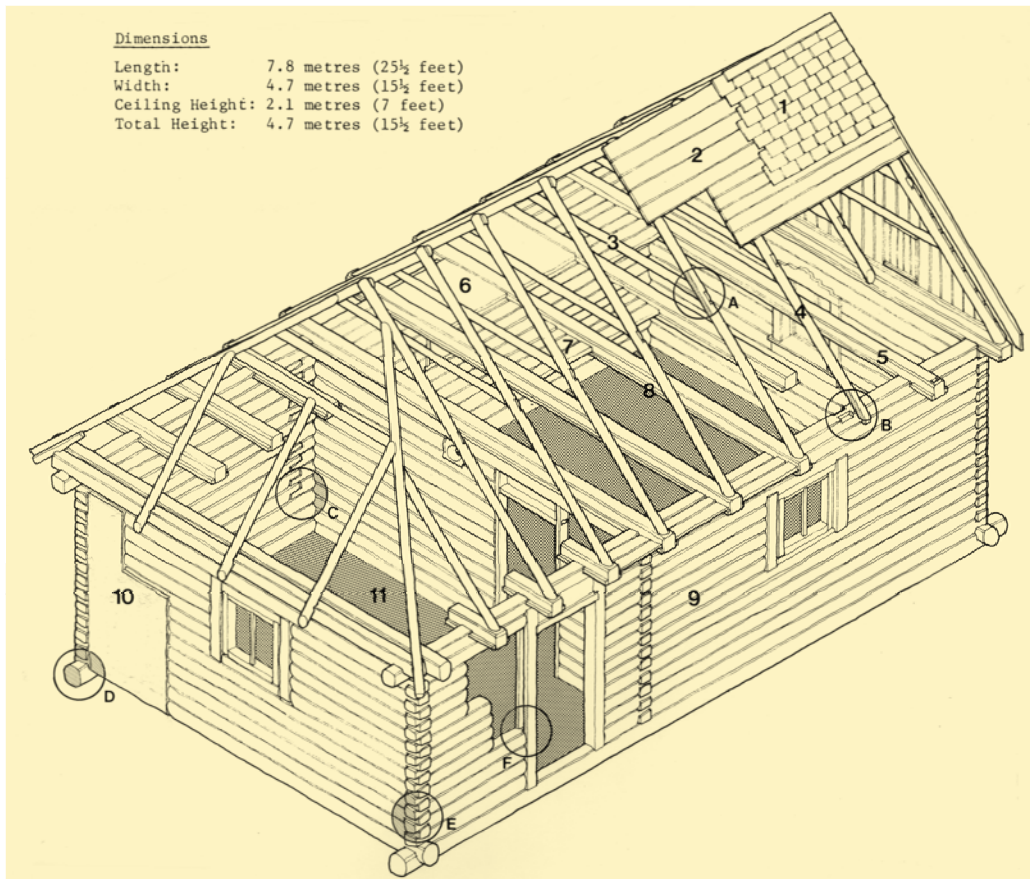 Dimensions
Length: 7.8 metres (25½ feet)
Width: 4.7 metres (15½ feet)
Ceiling Height: 2.1 metres (7 feet)
Total Height: 4.7 metres (15½ feet)
1
2
3
6
A
4
7
5
8
B
C
10
11
9
D
F
E